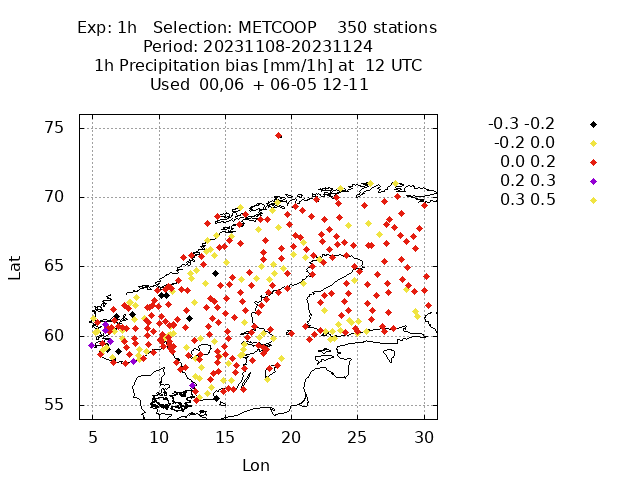 Exp: 1h   Selection: METCOOP    350 stations
Period: 20231108-20231124
1h Precipitation bias [mm/1h] at  12 UTC
Used  00,06  + 06-05 12-11
-0.3 -0.2
-0.2 0.0
0.0 0.2
0.2 0.3
0.3 0.5
Lat
75
70
65
60
55
5 10 15 20 25 30
Lon